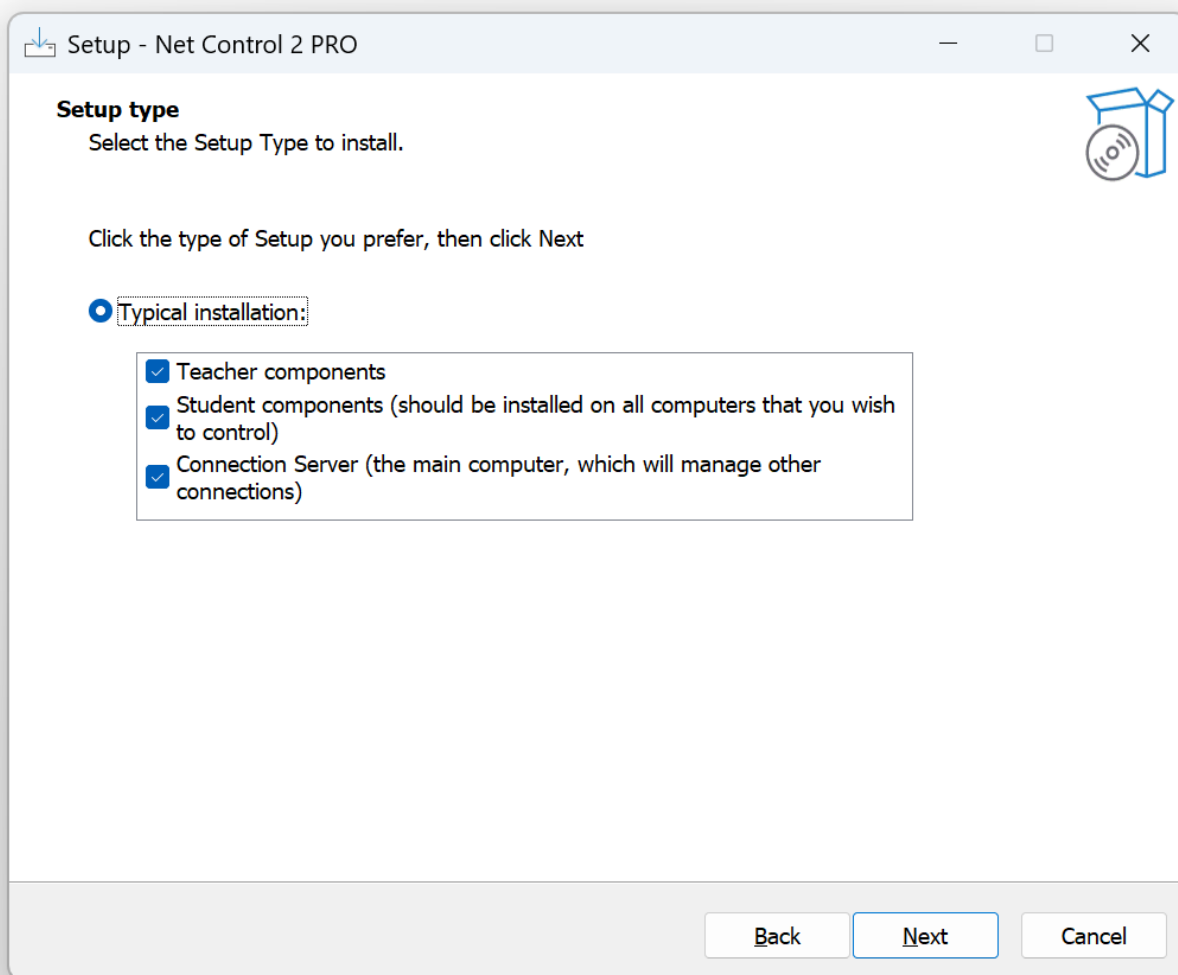 Setup - Net Control 2 PRO
Setup type
Select the Setup Type to install.
Click the type of Setup you prefer, then click Next
Typical installation:
Teacher components
Student components (should be installed on all computers that you wish
to control)
Connection Server (the main computer, which will manage other
connections)
Back Next Cancel